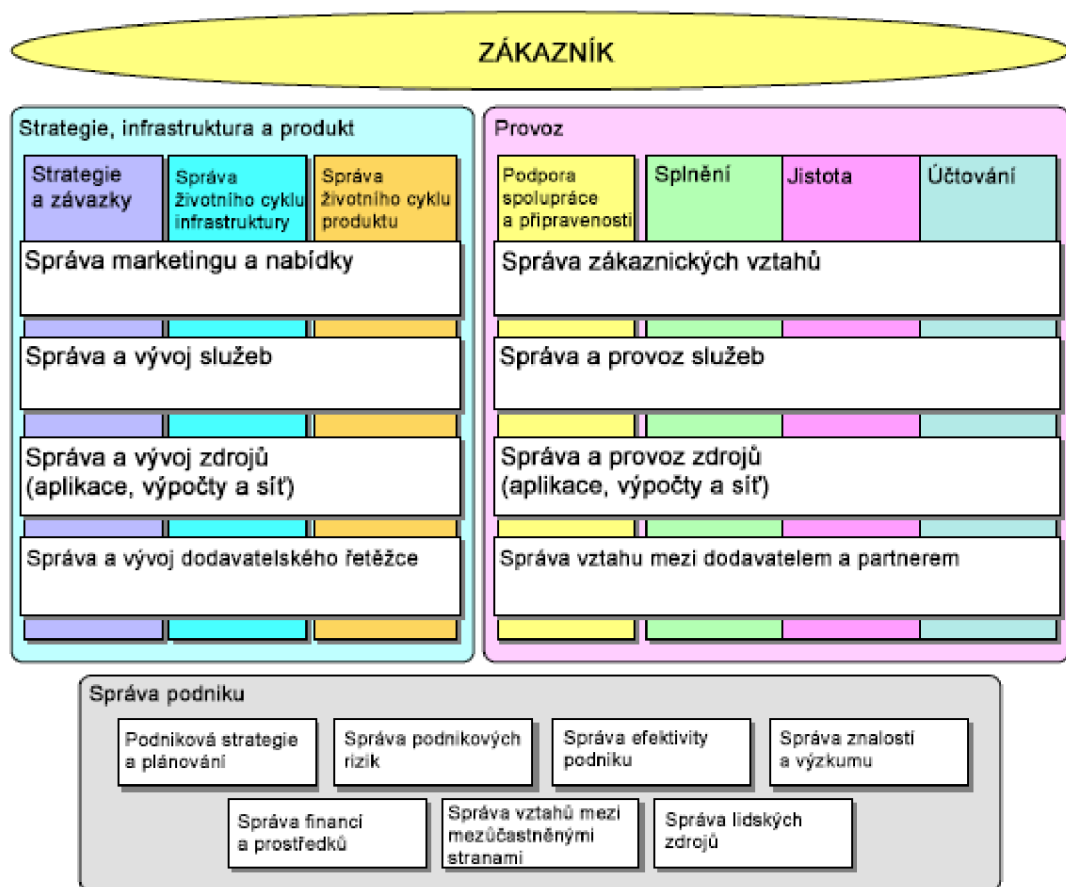 ZÁKAZNÍK
Strategie, infrastruktura a produkt
Strategie
a závazky
Správa
životního cyklu
infrastruktury
Správa
životního cyklu
produktu
Správa marketingu a nabídky
Správa a vývoj služeb
Správa a vývoj zdrojů
(aplikace, výpočty a síť)
Správa a vývoj dodavatelského řetěžce
Provoz
Podpora
spolupráce
a připravenosti
Splnění
Jistota
Účtování
Správa zákaznických vztahů
Správa a provoz služeb
Správa a provoz zdrojů
(aplikace, výpočty a síť)
Správa vztahu mezi dodavatelem a partnerem
Správa podniku
Podniková strategie
a plánování
Správa podnikových
rizik
Správa efektivity
podniku
Správa znalostí
a výzkumu
Správa financí
a prostředků
Správa vztahů mezi
mezůčastněnými
stranami
Správa lidských
zdrojů